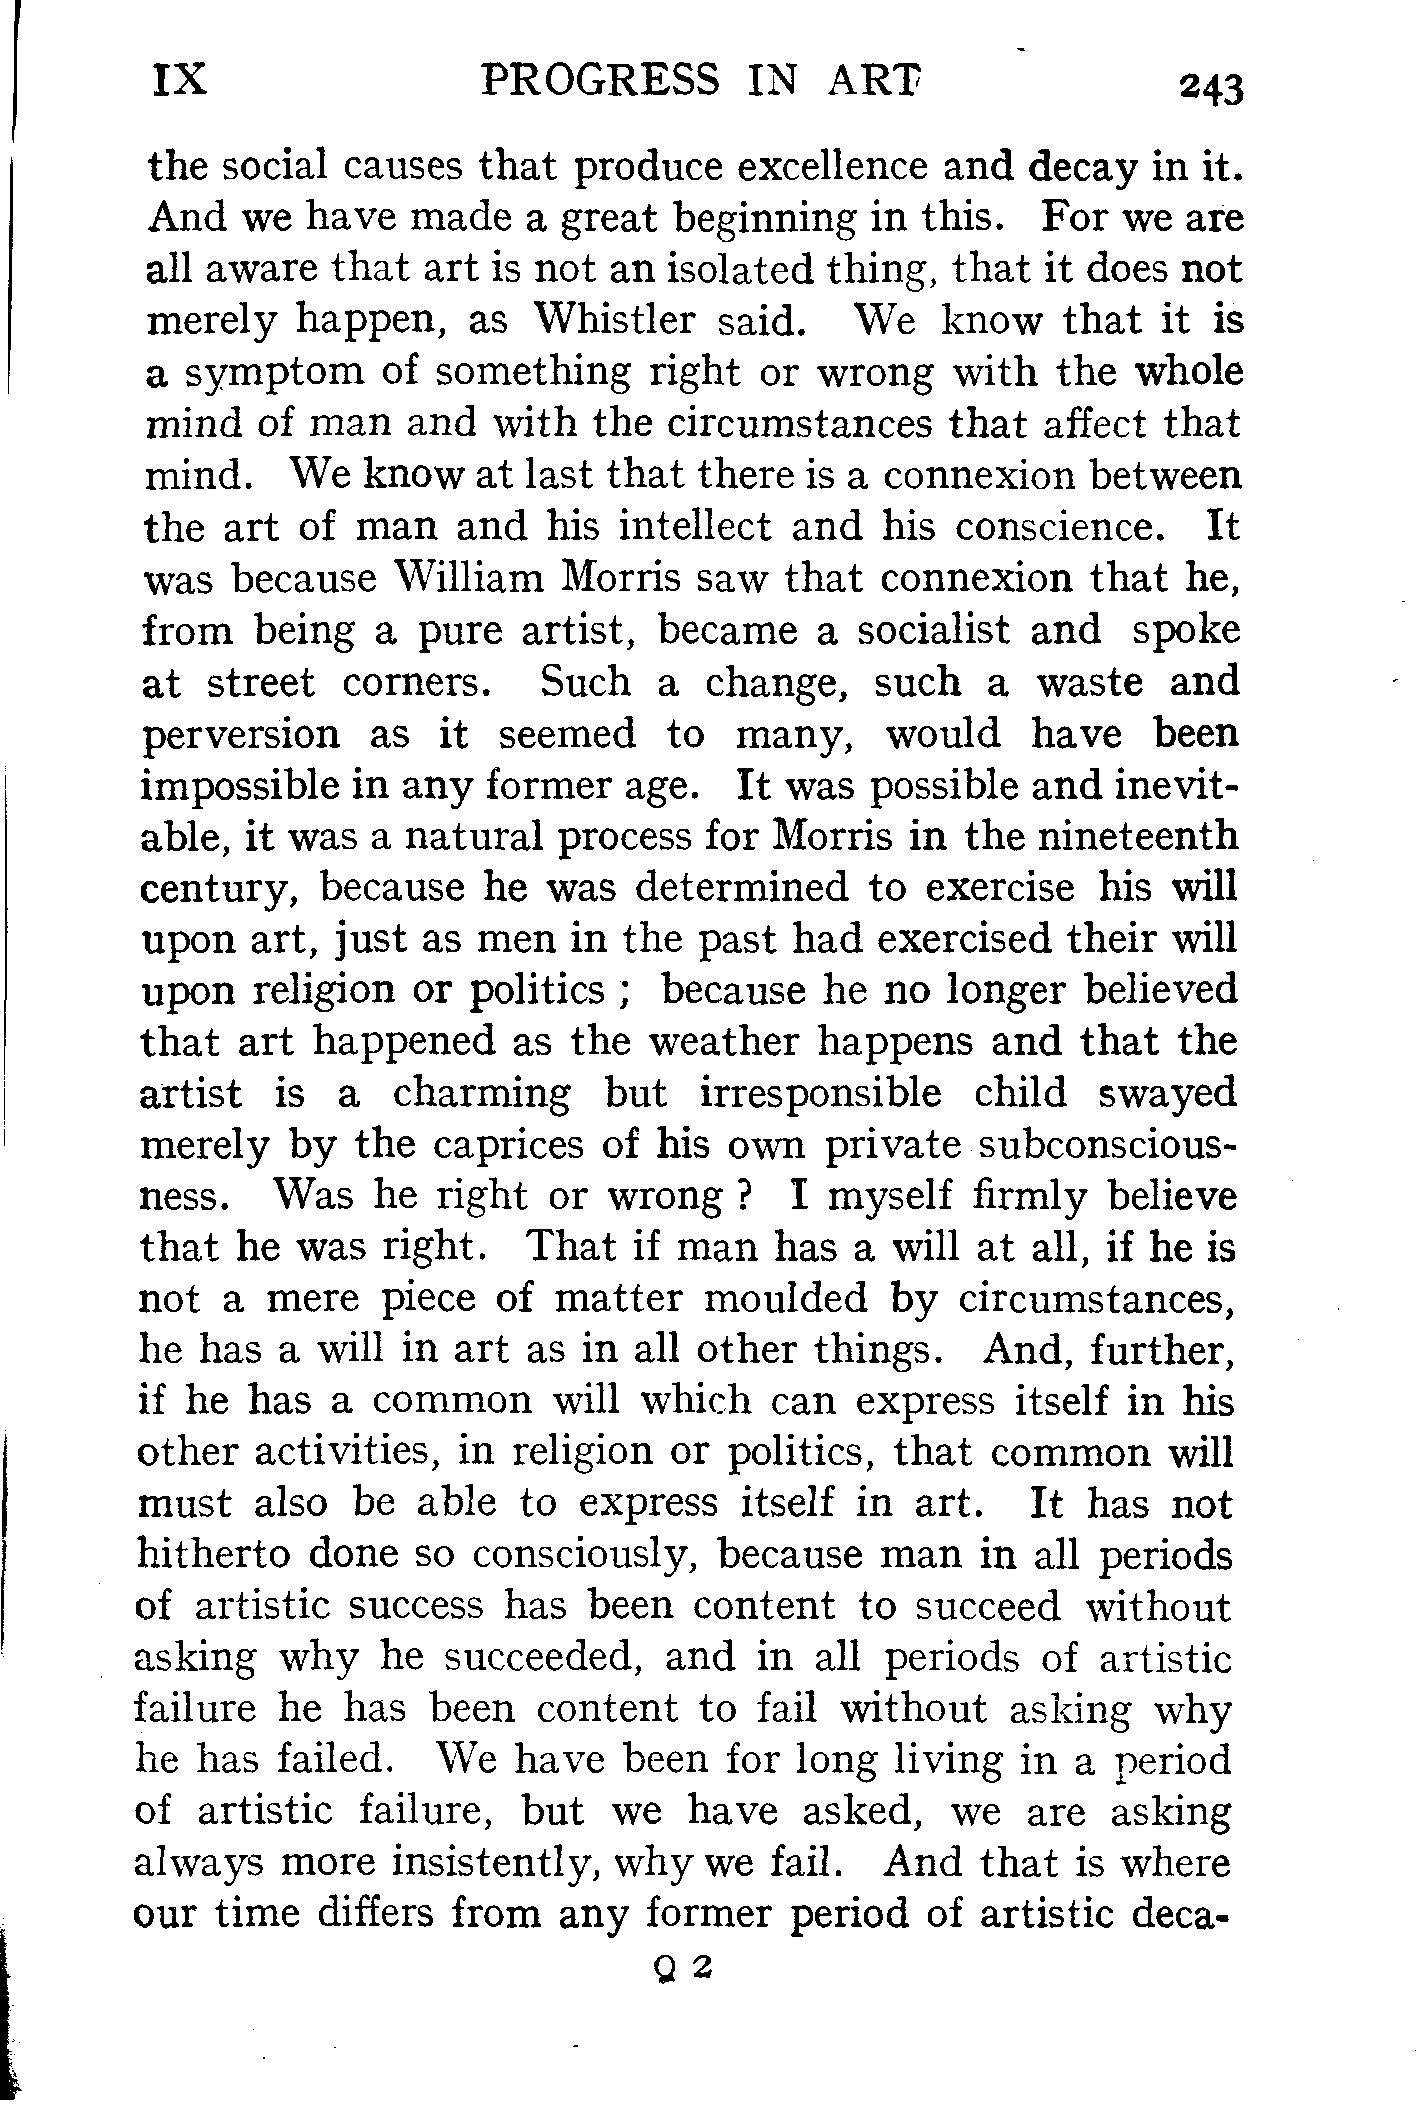 IX PROGRESS IN ART 243
the social causes that produce excellence and decay in it.
And we have made a great beginning in this. For we are
all aware that art is not an isolated thing, that it does not
merely happen, as Whistler said. We know that it is
a symptom of something right or wrong with the whole
mind of man and with the circumstances that affect that
mind. We know at last that there is a connexion between
the art of man and his intellect and his conscience. It
was because William Morris saw that connexion that he,
from being a pure artist, became a socialist and spoke
at street corners. Such a change, such a waste and
perversion as it seemed to many, would have been
impossible in any former age. It was possible and inevit-
able, it was a natural process for Morris in the nineteenth
century, because he was determined to exercise his will
upon art, just as men in the past had exercised their will
upon religion or politics ; because he no longer believed
that art happened as the weather happens and that the
artist is a charming but irresponsible child swayed
merely by the caprices of his own private subconscious-
ness. Was he right or wrong ? I myself firmly believe
that he was right. That if man has a will at all, if he is
not a mere piece of matter moulded by circumstances,
he has a will in art as in all other things. And, further,
if he has a common will which can express itself in his
other activities, in religion or politics, that common will
must also be able to express itself in art. It has not
hitherto done so consciously, because man in all periods
of artistic success has been content to succeed without
asking why he succeeded, and in all periods of artistic
failure he has been content to fail without asking why
he has failed. We have been for long living in a period
of artistic failure, but we have asked, we are asking
always more insistently, why we fail. And that is where
our time differs from any former period of artistic deca-
Q 2